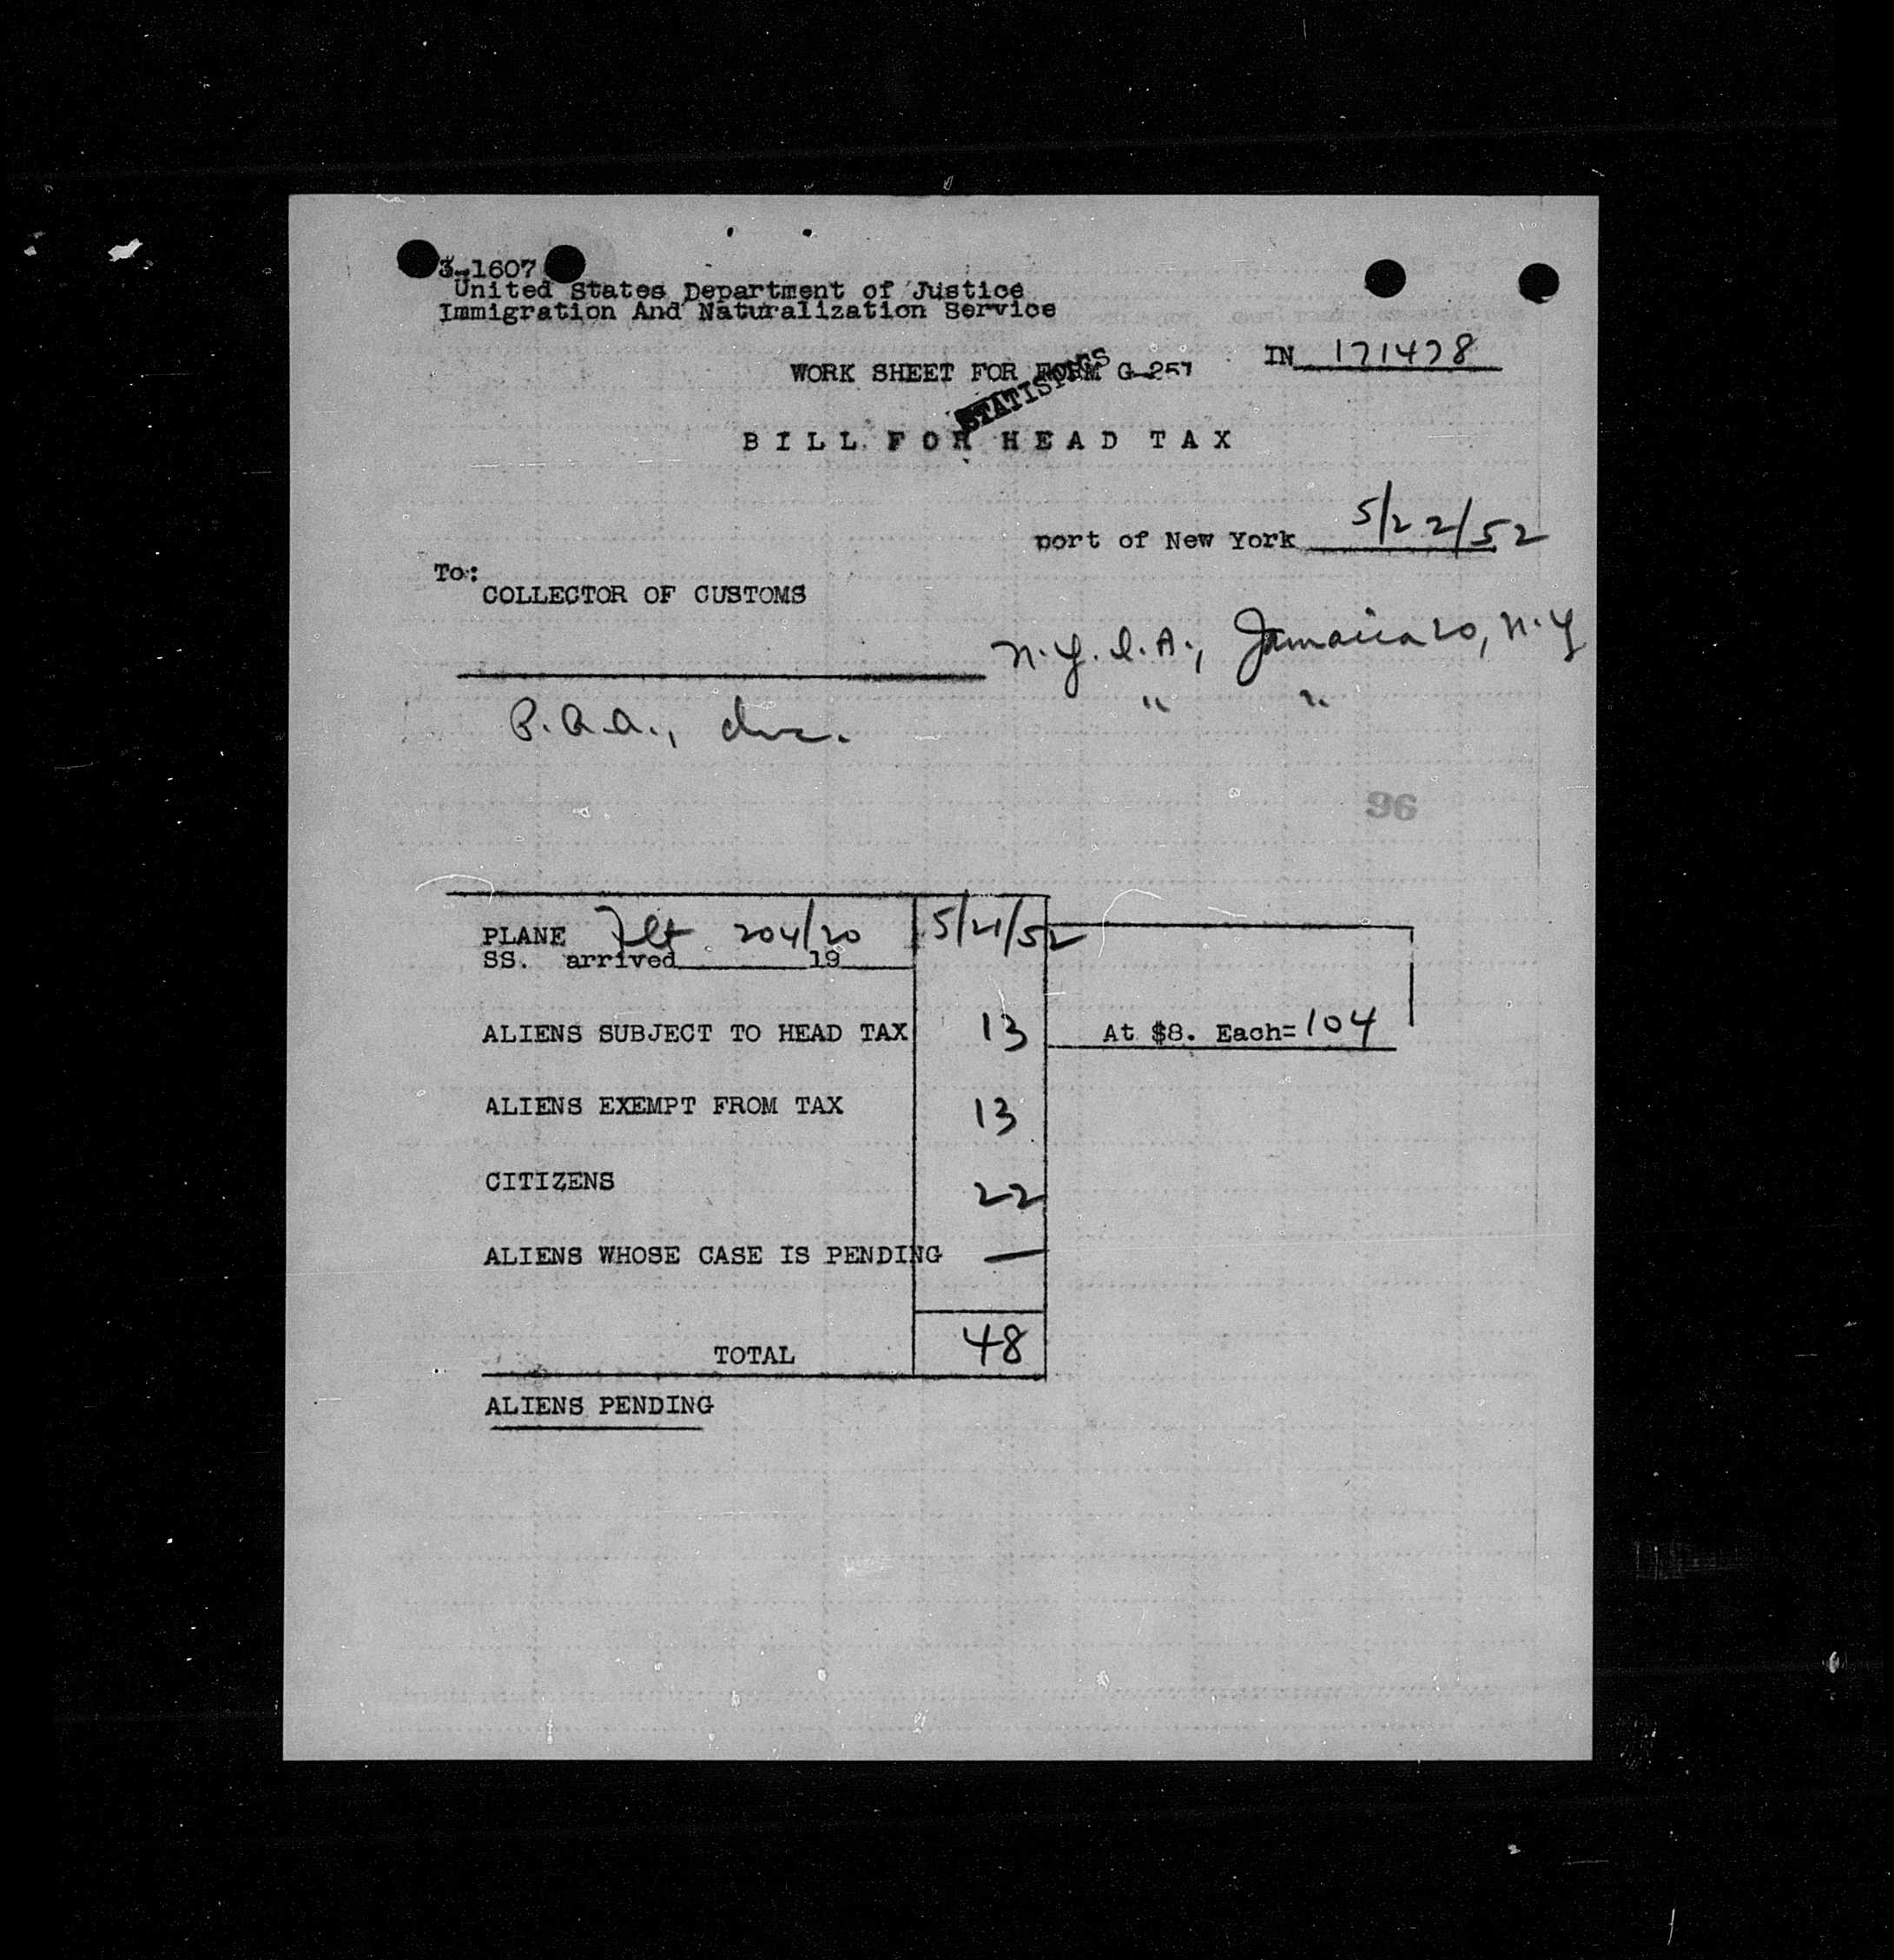 3-1607
United States Department of Justice
Immigration And Naturalization Service
WORK SHEET FOR FORM G-257
IN 171478
STATISTICS
BILL FOR HEAD TAX
port of New York 5/22/52
To:
COLLECTOR OF CUSTOMS
N.Y.I.A., Jamaica 20, N.Y
P.A.A., Inc. " "
96
PLANE Flt 204/20 5/21/52
SS. arrived 19
ALIENS SUBJECT TO HEAD TAX 13 At $8. Each= 104
ALIENS EXEMPT FROM TAX 13
CITIZENS 22
ALIENS WHOSE CASE IS PENDING —
TOTAL 48
ALIENS PENDING